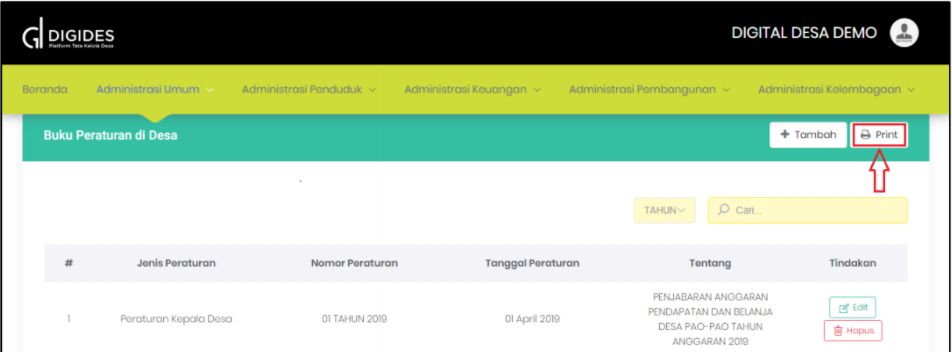 DIGIDES
Platform Tata Kelola Desa
DIGITAL DESA DEMO
Beranda Administrasi Umum Administrasi Penduduk Administrasi Keuangan Administrasi Pembangunan Administrasi Kelembagaan
Buku Peraturan di Desa
+ Tambah Print
TAHUN Cari...
# Jenis Peraturan Nomor Peraturan Tanggal Peraturan Tentang Tindakan
1 Peraturan Kepala Desa 01 TAHUN 2019 01 April 2019
PENJABARAN ANGGARAN
PENDAPATAN DAN BELANJA
DESA PAO-PAO TAHUN
ANGGARAN 2019
Edit
Hapus